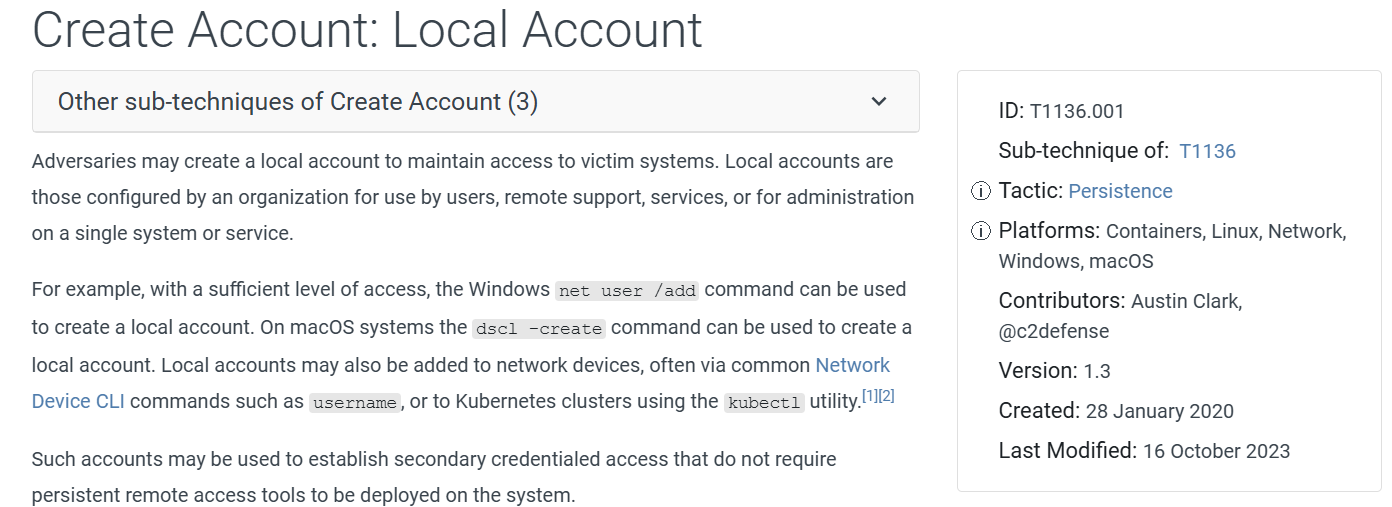 Create Account: Local Account
Other sub-techniques of Create Account (3)
Adversaries may create a local account to maintain access to victim systems. Local accounts are
those configured by an organization for use by users, remote support, services, or for administration
on a single system or service.
For example, with a sufficient level of access, the Windows net user /add command can be used
to create a local account. On macOS systems the dscl -create command can be used to create a
local account. Local accounts may also be added to network devices, often via common Network
Device CLI commands such as username, or to Kubernetes clusters using the kubectl utility.[1][2]
Such accounts may be used to establish secondary credentialed access that do not require
persistent remote access tools to be deployed on the system.
ID: T1136.001
Sub-technique of: T1136
Tactic: Persistence
Platforms: Containers, Linux, Network,
Windows, macOS
Contributors: Austin Clark,
@c2defense
Version: 1.3
Created: 28 January 2020
Last Modified: 16 October 2023